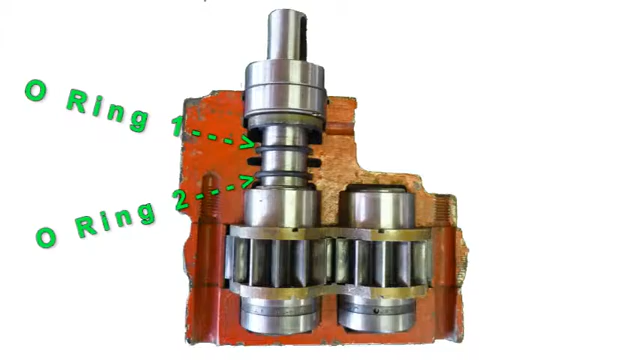 O Ring 1--->
O Ring 2--->